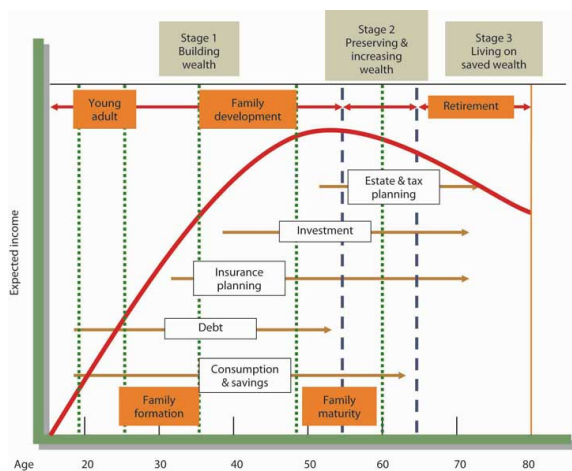 Stage 1
Building
wealth
Stage 2
Preserving &
increasing
wealth
Stage 3
Living on
saved wealth
Young
adult
Family
development
Retirement
Estate & tax
planning
Investment
Insurance
planning
Debt
Consumption
& savings
Family
formation
Family
maturity
Expected income
Age 20 30 40 50 60 70 80